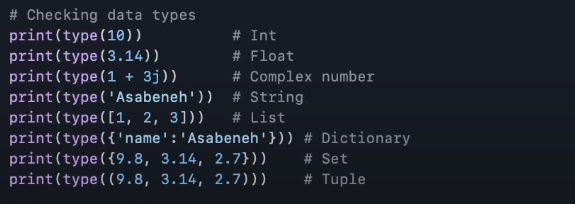 # Checking data types
print(type(10))          # Int
print(type(3.14))        # Float
print(type(1 + 3j))      # Complex number
print(type('Asabeneh'))  # String
print(type([1, 2, 3]))   # List
print(type({'name':'Asabeneh'})) # Dictionary
print(type({9.8, 3.14, 2.7}))    # Set
print(type((9.8, 3.14, 2.7)))    # Tuple